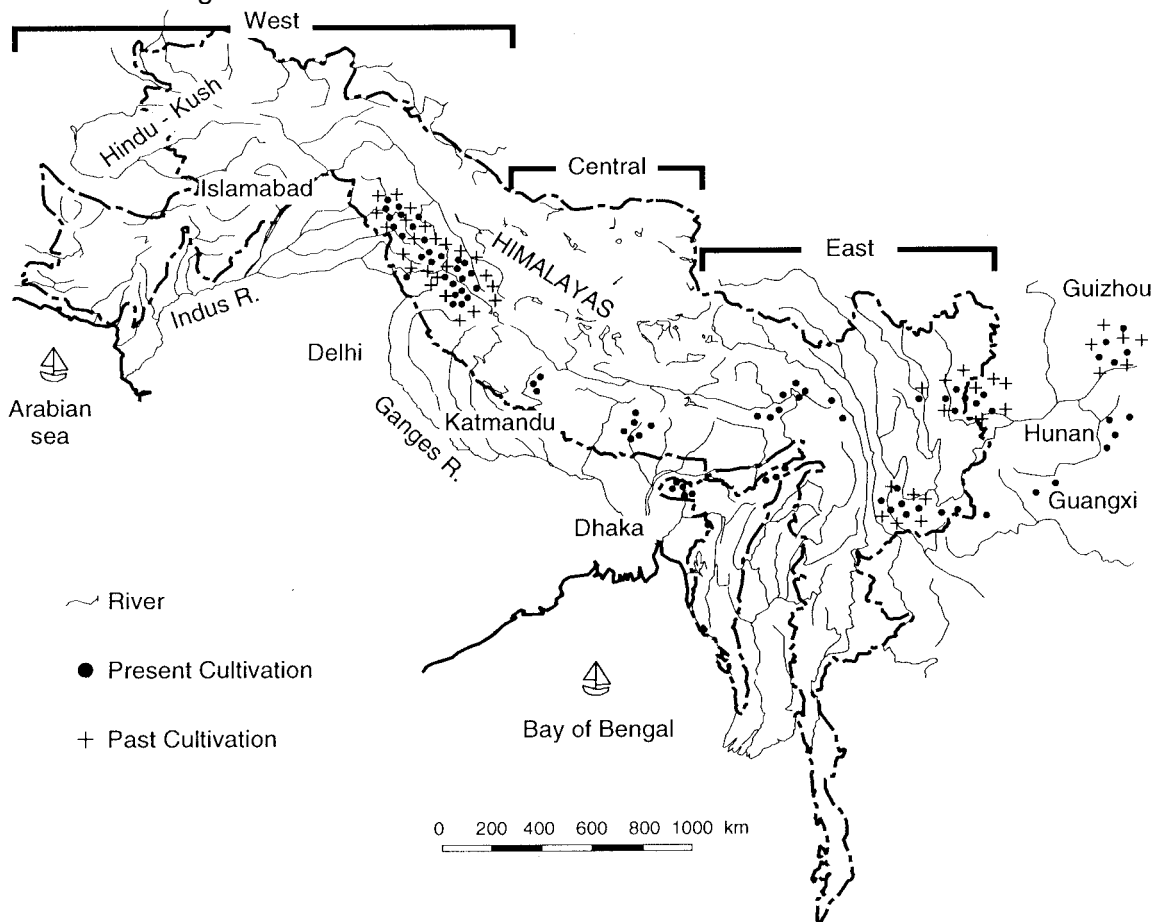 West
Central
East
Hindu - Kush
Islamabad
HIMALAYAS
Guizhou
Indus R.
Delhi
Arabian
sea
Katmandu
Ganges R.
Hunan
Guangxi
Dhaka
River
Present Cultivation
Past Cultivation
Bay of Bengal
0 200 400 600 800 1000 km